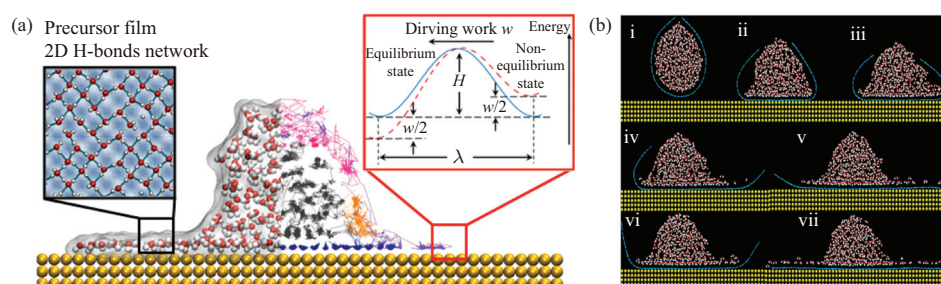 (a)
Precursor film
2D H-bonds network
Dirving work w
Energy
Equilibrium
state
Non-
equilibrium
state
H
w/2
w/2
λ
(b)
i
ii
iii
iv
v
vi
vii